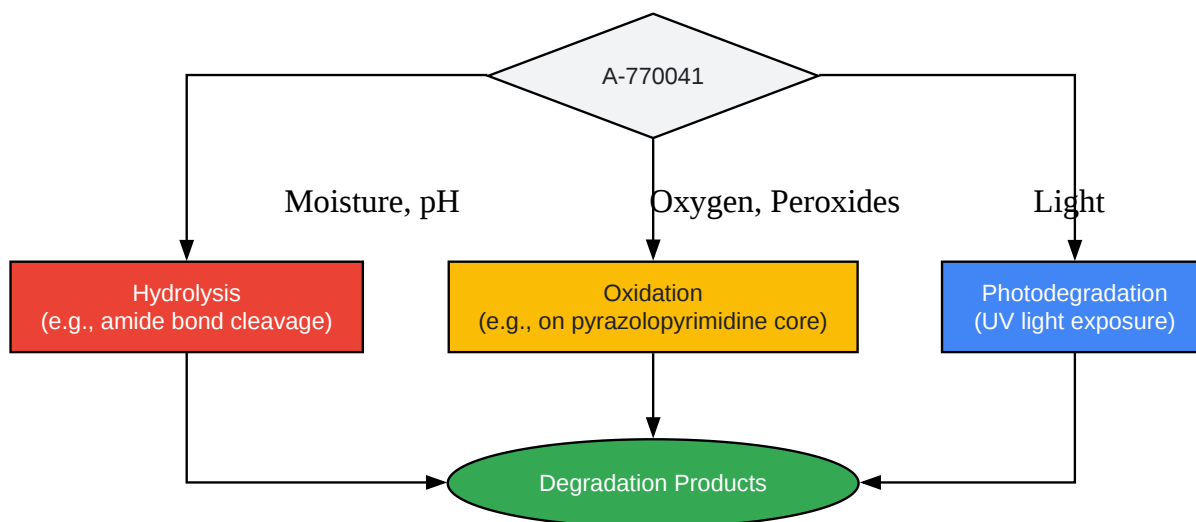 A-770041
Moisture, pH
Oxygen, Peroxides
Light
Hydrolysis
(e.g., amide bond cleavage)
Oxidation
(e.g., on pyrazolopyrimidine core)
Photodegradation
(UV light exposure)
Degradation Products